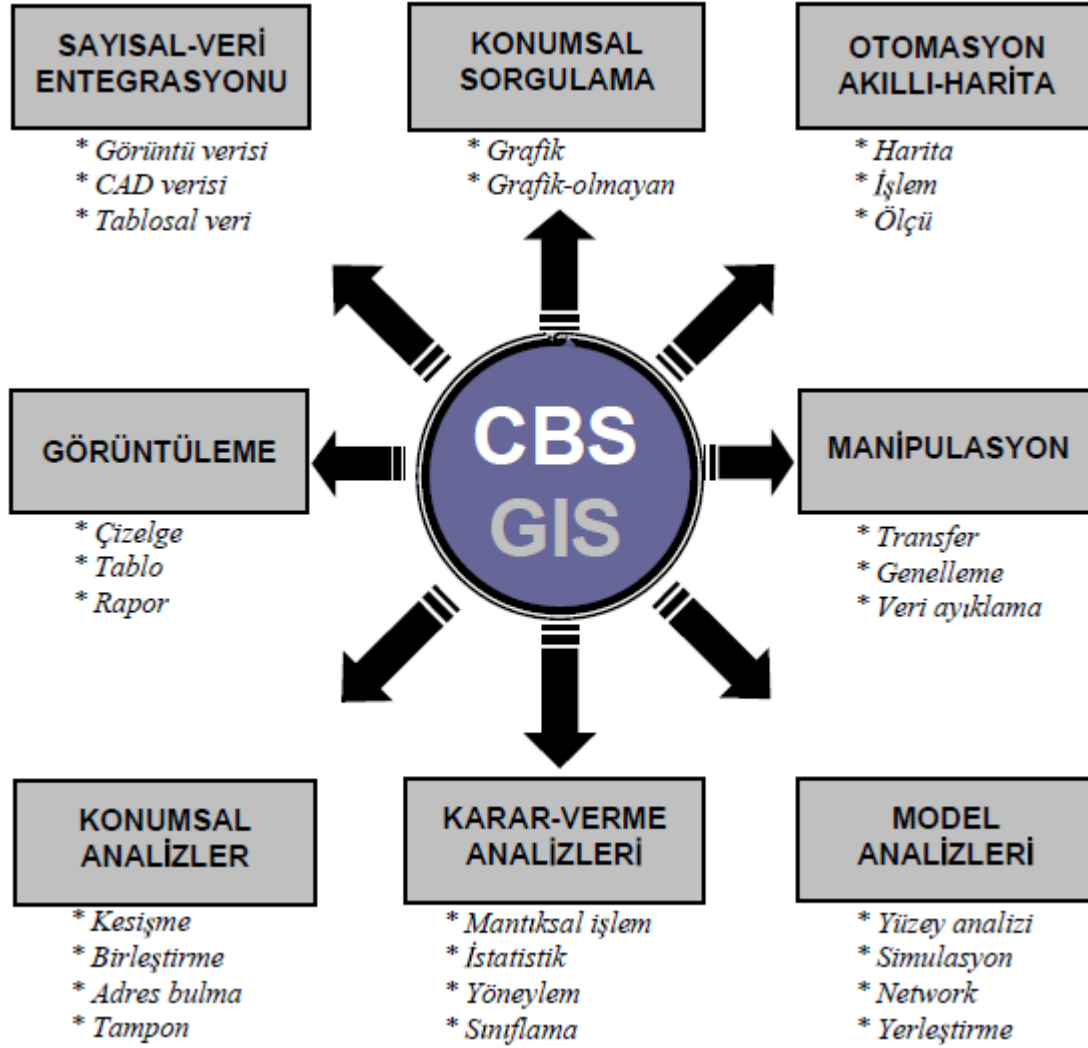 SAYISAL-VERİ
ENTEGRASYONU
* Görüntü verisi
* CAD verisi
* Tablosal veri
KONUMSAL
SORGULAMA
* Grafik
* Grafik-olmayan
OTOMASYON
AKILLI-HARİTA
* Harita
* İşlem
* Ölçü
GÖRÜNTÜLEME
* Çizelge
* Tablo
* Rapor
CBS
GIS
MANİPULASYON
* Transfer
* Genelleme
* Veri ayıklama
KONUMSAL
ANALİZLER
* Kesişme
* Birleştirme
* Adres bulma
* Tampon
KARAR-VERME
ANALİZLERİ
* Mantıksal işlem
* İstatistik
* Yöneylem
* Sınıflama
MODEL
ANALİZLERİ
* Yüzey analizi
* Simulasyon
* Network
* Yerleştirme